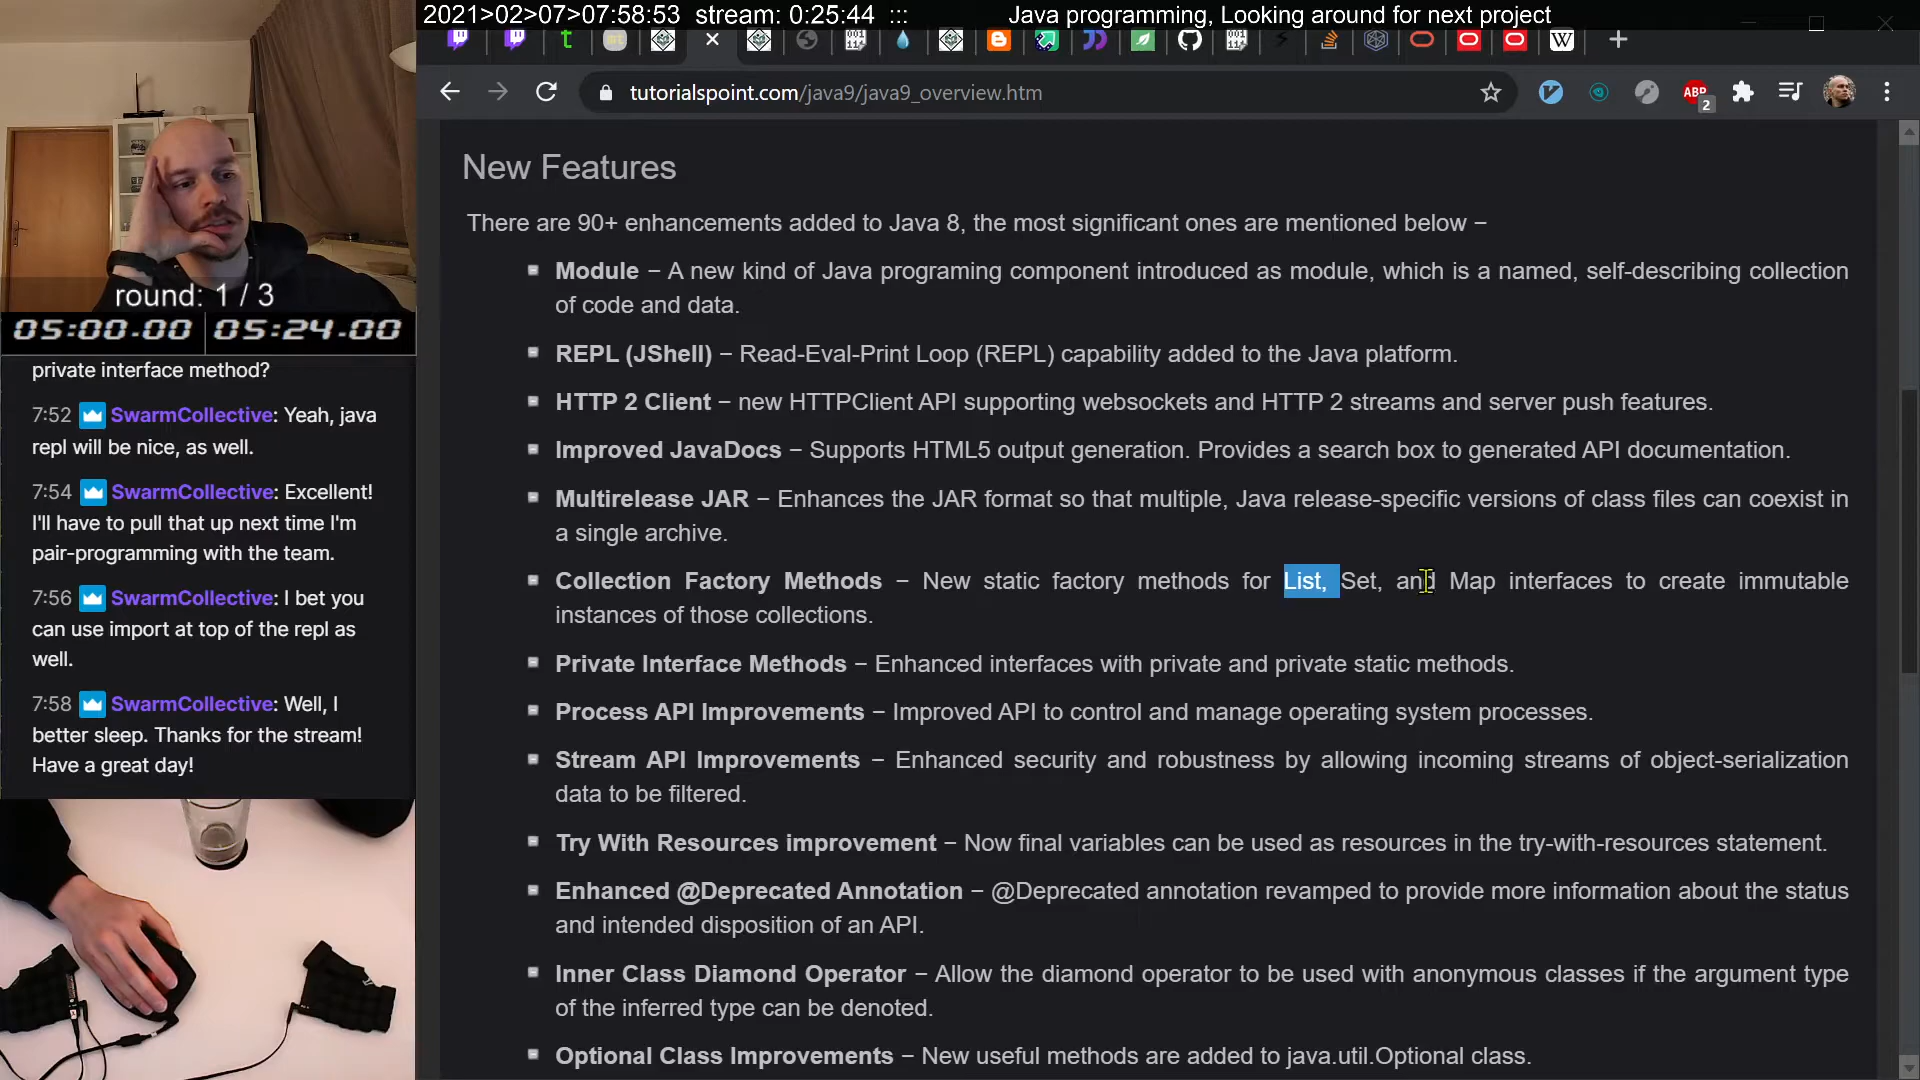 2021>02>07>07:58:53 stream: 0:25:44 ::: Java programming, Looking around for next project
tutorialspoint.com/java9/java9_overview.htm
ABP
2
round: 1 / 3
05:00.00 05:24.00
private interface method?
7:52 SwarmCollective: Yeah, java
repl will be nice, as well.
7:54 SwarmCollective: Excellent!
I'll have to pull that up next time I'm
pair-programming with the team.
7:56 SwarmCollective: I bet you
can use import at top of the repl as
well.
7:58 SwarmCollective: Well, I
better sleep. Thanks for the stream!
Have a great day!
New Features
There are 90+ enhancements added to Java 8, the most significant ones are mentioned below −
Module − A new kind of Java programing component introduced as module, which is a named, self-describing collection
of code and data.
REPL (JShell) − Read-Eval-Print Loop (REPL) capability added to the Java platform.
HTTP 2 Client − new HTTPClient API supporting websockets and HTTP 2 streams and server push features.
Improved JavaDocs − Supports HTML5 output generation. Provides a search box to generated API documentation.
Multirelease JAR − Enhances the JAR format so that multiple, Java release-specific versions of class files can coexist in
a single archive.
Collection Factory Methods − New static factory methods for List, Set, and Map interfaces to create immutable
instances of those collections.
Private Interface Methods − Enhanced interfaces with private and private static methods.
Process API Improvements − Improved API to control and manage operating system processes.
Stream API Improvements − Enhanced security and robustness by allowing incoming streams of object-serialization
data to be filtered.
Try With Resources improvement − Now final variables can be used as resources in the try-with-resources statement.
Enhanced @Deprecated Annotation − @Deprecated annotation revamped to provide more information about the status
and intended disposition of an API.
Inner Class Diamond Operator − Allow the diamond operator to be used with anonymous classes if the argument type
of the inferred type can be denoted.
Optional Class Improvements − New useful methods are added to java.util.Optional class.